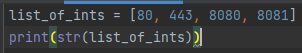 list_of_ints = [80, 443, 8080, 8081]
print(str(list_of_ints))